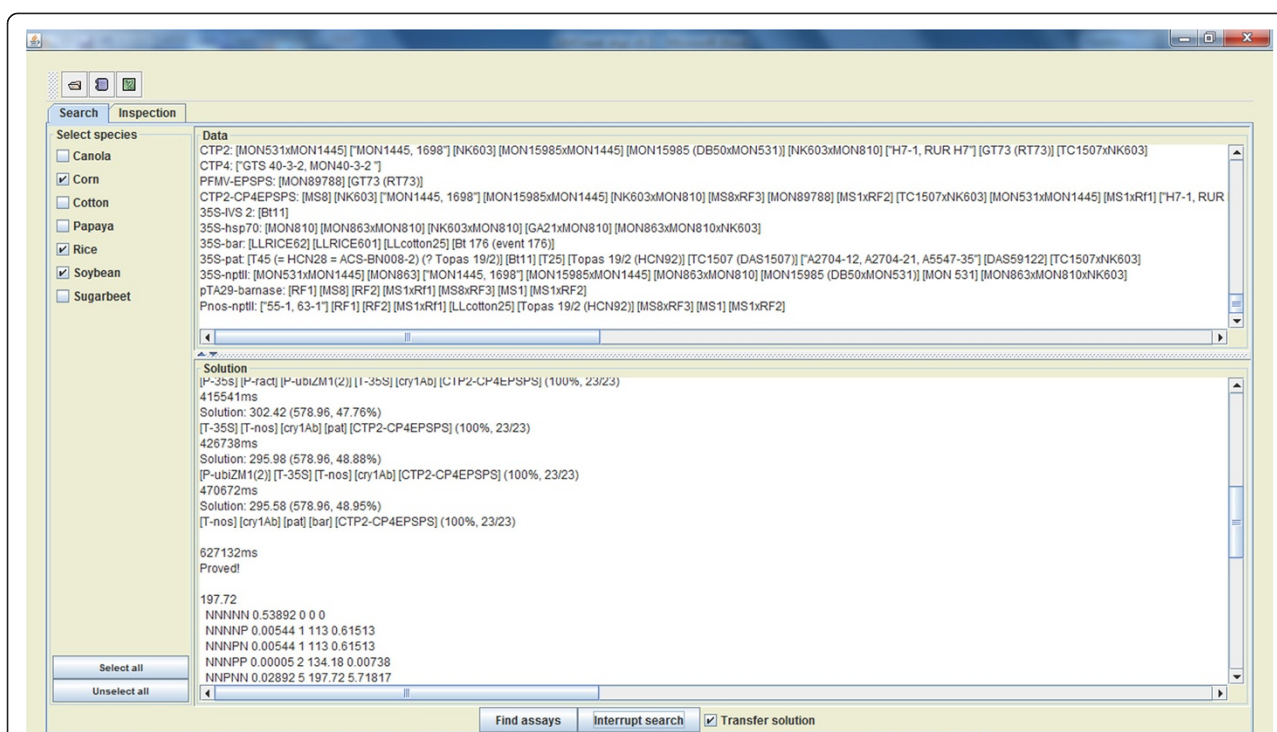 Search
Inspection
Select species
Canola
Corn
Cotton
Papaya
Rice
Soybean
Sugarbeet
Select all
Unselect all
Data
CTP2: [MON531xMON1445] ["MON1445, 1698"] [NK603] [MON15985xMON1445] [MON15985 (DB50xMON531)] [NK603xMON810] ["H7-1, RUR H7"] [GT73 (RT73)] [TC1507xNK603]
CTP4: ["GTS 40-3-2, MON40-3-2 "]
PFMV-EPSPS: [MON89788] [GT73 (RT73)]
CTP2-CP4EPSPS: [MS8] [NK603] ["MON1445, 1698"] [MON15985xMON1445] [NK603xMON810] [MS8xRF3] [MON89788] [MS1xRF2] [TC1507xNK603] [MON531xMON1445] [MS1xRf1] ["H7-1, RUR
35S-IVS 2: [Bt11]
35S-hsp70: [MON810] [MON863xMON810] [NK603xMON810] [GA21xMON810] [MON863xMON810xNK603]
35S-bar: [LLRICE62] [LLRICE601] [LLcotton25] [Bt 176 (event 176)]
35S-pat: [T45 (= HCN28 = ACS-BN008-2) (? Topas 19/2)] [Bt11] [T25] [Topas 19/2 (HCN92)] [TC1507 (DAS1507)] ["A2704-12, A2704-21, A5547-35"] [DAS59122] [TC1507xNK603]
35S-nptII: [MON531xMON1445] [MON863] ["MON1445, 1698"] [MON15985xMON1445] [MON863xMON810] [MON15985 (DB50xMON531)] [MON 531] [MON863xMON810xNK603]
pTA29-barnase: [RF1] [MS8] [RF2] [MS1xRf1] [MS8xRF3] [MS1] [MS1xRF2]
Pnos-nptII: ["55-1, 63-1"] [RF1] [RF2] [MS1xRf1] [LLcotton25] [Topas 19/2 (HCN92)] [MS8xRF3] [MS1] [MS1xRF2]
Solution
[P-35s] [P-ract] [P-ubiZM1(2)] [T-35S] [cry1Ab] [CTP2-CP4EPSPS] (100%, 23/23)
415541ms
Solution: 302.42 (578.96, 47.76%)
[T-35S] [T-nos] [cry1Ab] [pat] [CTP2-CP4EPSPS] (100%, 23/23)
426738ms
Solution: 295.98 (578.96, 48.88%)
[P-ubiZM1(2)] [T-35S] [T-nos] [cry1Ab] [CTP2-CP4EPSPS] (100%, 23/23)
470672ms
Solution: 295.58 (578.96, 48.95%)
[T-nos] [cry1Ab] [pat] [bar] [CTP2-CP4EPSPS] (100%, 23/23)
627132ms
Proved!
197.72
NNNNN 0.53892 0 0 0
NNNNP 0.00544 1 113 0.61513
NNNPN 0.00544 1 113 0.61513
NNNPP 0.00005 2 134.18 0.00738
NNPNN 0.02892 5 197.72 5.71817
Find assays
Interrupt search
Transfer solution